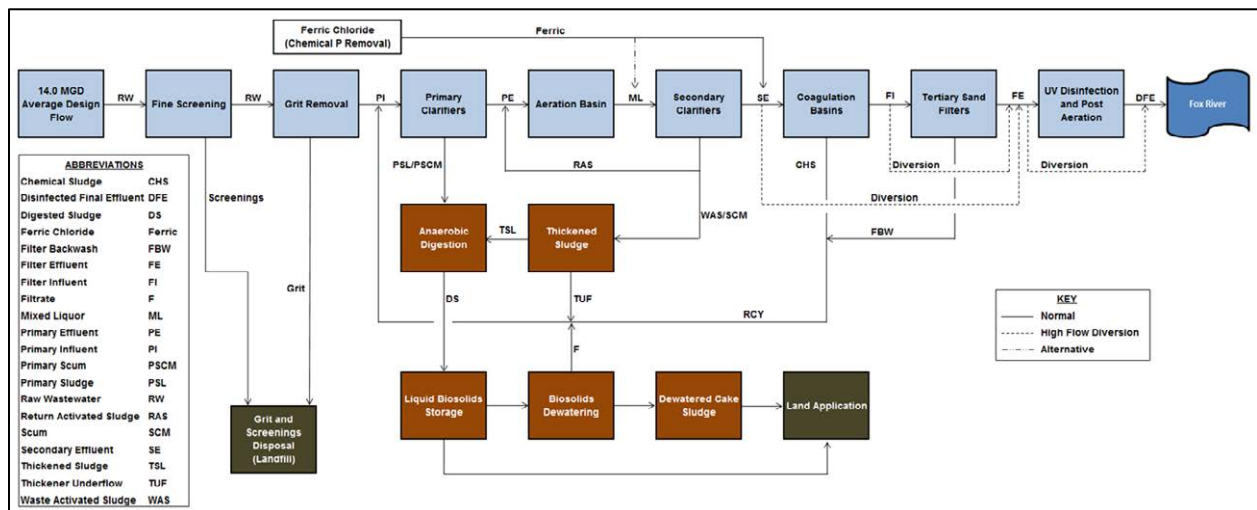 Ferric Chloride
(Chemical P Removal)
Ferric
14.0 MGD
Average Design
Flow
RW
Fine Screening
RW
Grit Removal
PI
Primary
Clarifiers
PE
Aeration Basin
ML
Secondary
Clarifiers
SE
Coagulation
Basins
FI
Tertiary Sand
Filters
FE
UV Disinfection
and Post
Aeration
DFE
Fox River
PSL/PSCM
RAS
CHS
Diversion
Diversion
Diversion
Screenings
Grit
WAS/SCM
Anaerobic
Digestion
TSL
Thickened
Sludge
FBW
DS
TUF
RCY
F
Liquid Biosolids
Storage
Biosolids
Dewatering
Dewatered Cake
Sludge
Land Application
Grit and
Screenings
Disposal
(Landfill)
ABBREVIATIONS
Chemical Sludge CHS
Disinfected Final Effluent DFE
Digested Sludge DS
Ferric Chloride Ferric
Filter Backwash FBW
Filter Effluent FE
Filter Influent FI
Filtrate F
Mixed Liquor ML
Primary Effluent PE
Primary Influent PI
Primary Scum PSCM
Primary Sludge PSL
Raw Wastewater RW
Return Activated Sludge RAS
Scum SCM
Secondary Effluent SE
Thickened Sludge TSL
Thickener Underflow TUF
Waste Activated Sludge WAS
KEY
Normal
High Flow Diversion
Alternative